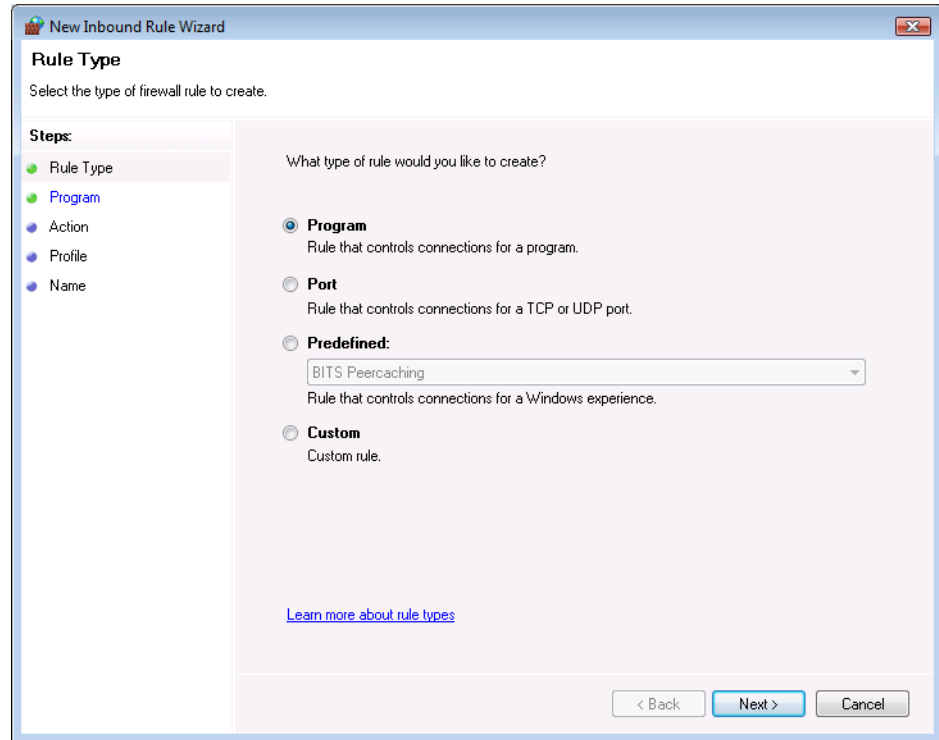 New Inbound Rule Wizard
Rule Type
Select the type of firewall rule to create.
Steps:
Rule Type
Program
Action
Profile
Name
What type of rule would you like to create?
Program
Rule that controls connections for a program.
Port
Rule that controls connections for a TCP or UDP port.
Predefined:
BITS Peercaching
Rule that controls connections for a Windows experience.
Custom
Custom rule.
Learn more about rule types
< Back
Next >
Cancel